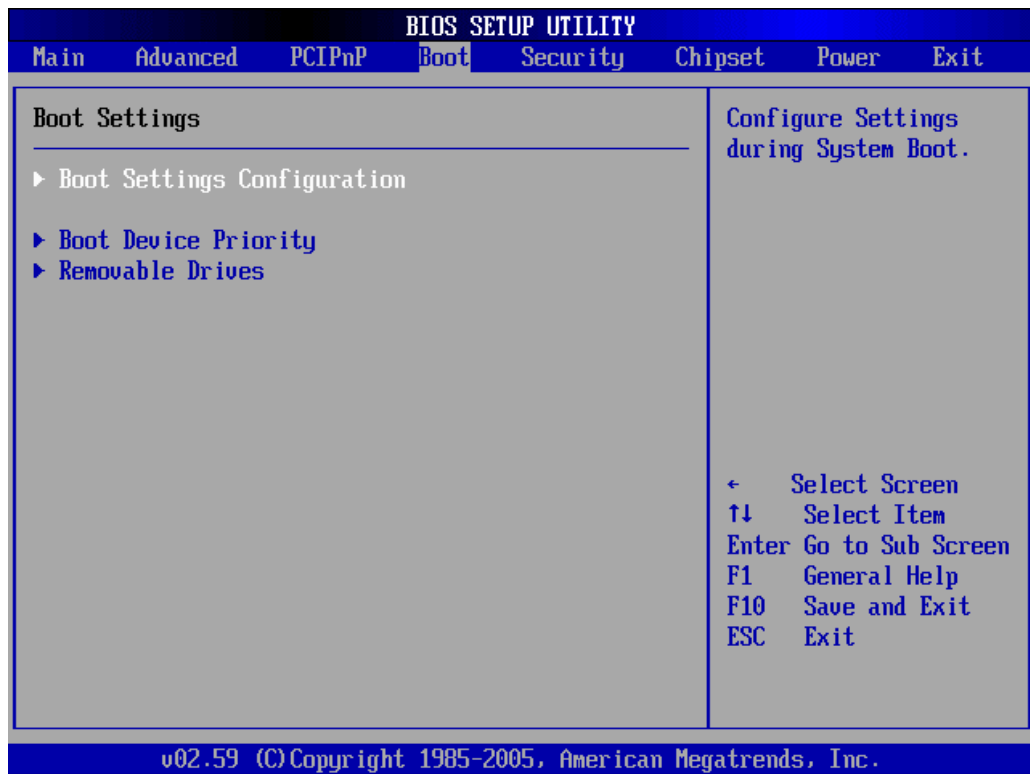 BIOS SETUP UTILITY
Main Advanced PCIPnP Boot Security Chipset Power Exit
Boot Settings
▶ Boot Settings Configuration
▶ Boot Device Priority
▶ Removable Drives
Configure Settings
during System Boot.
← Select Screen
↑↓ Select Item
Enter Go to Sub Screen
F1 General Help
F10 Save and Exit
ESC Exit
v02.59 (C)Copyright 1985-2005, American Megatrends, Inc.